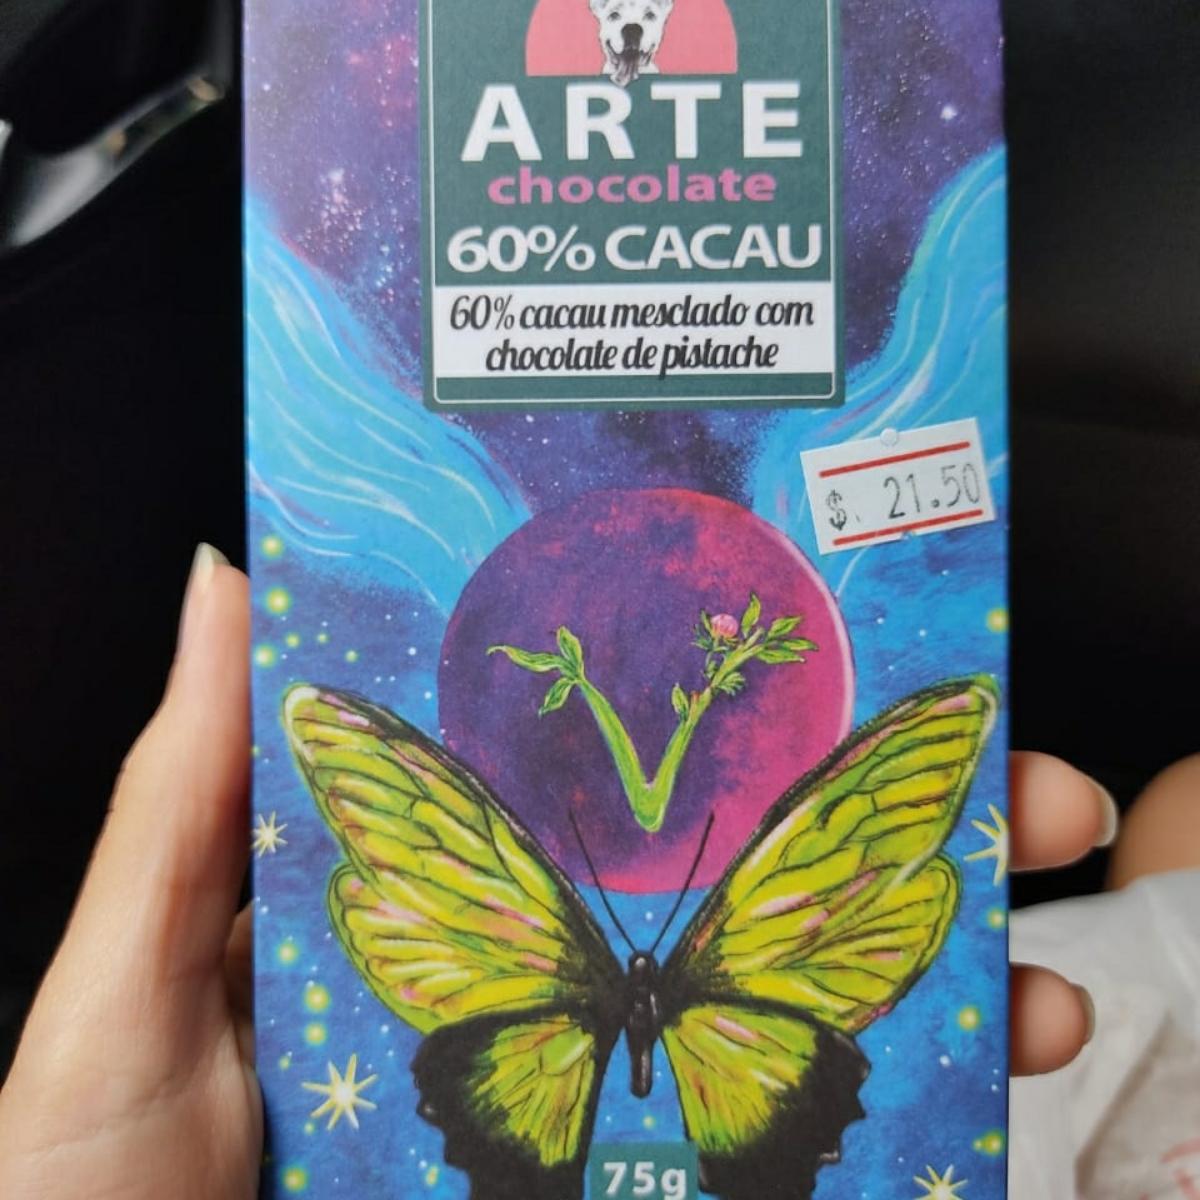 ARTE
chocolate
60% CACAU
60% cacau mesclado com
chocolate de pistache
$. 21.50
V
75g